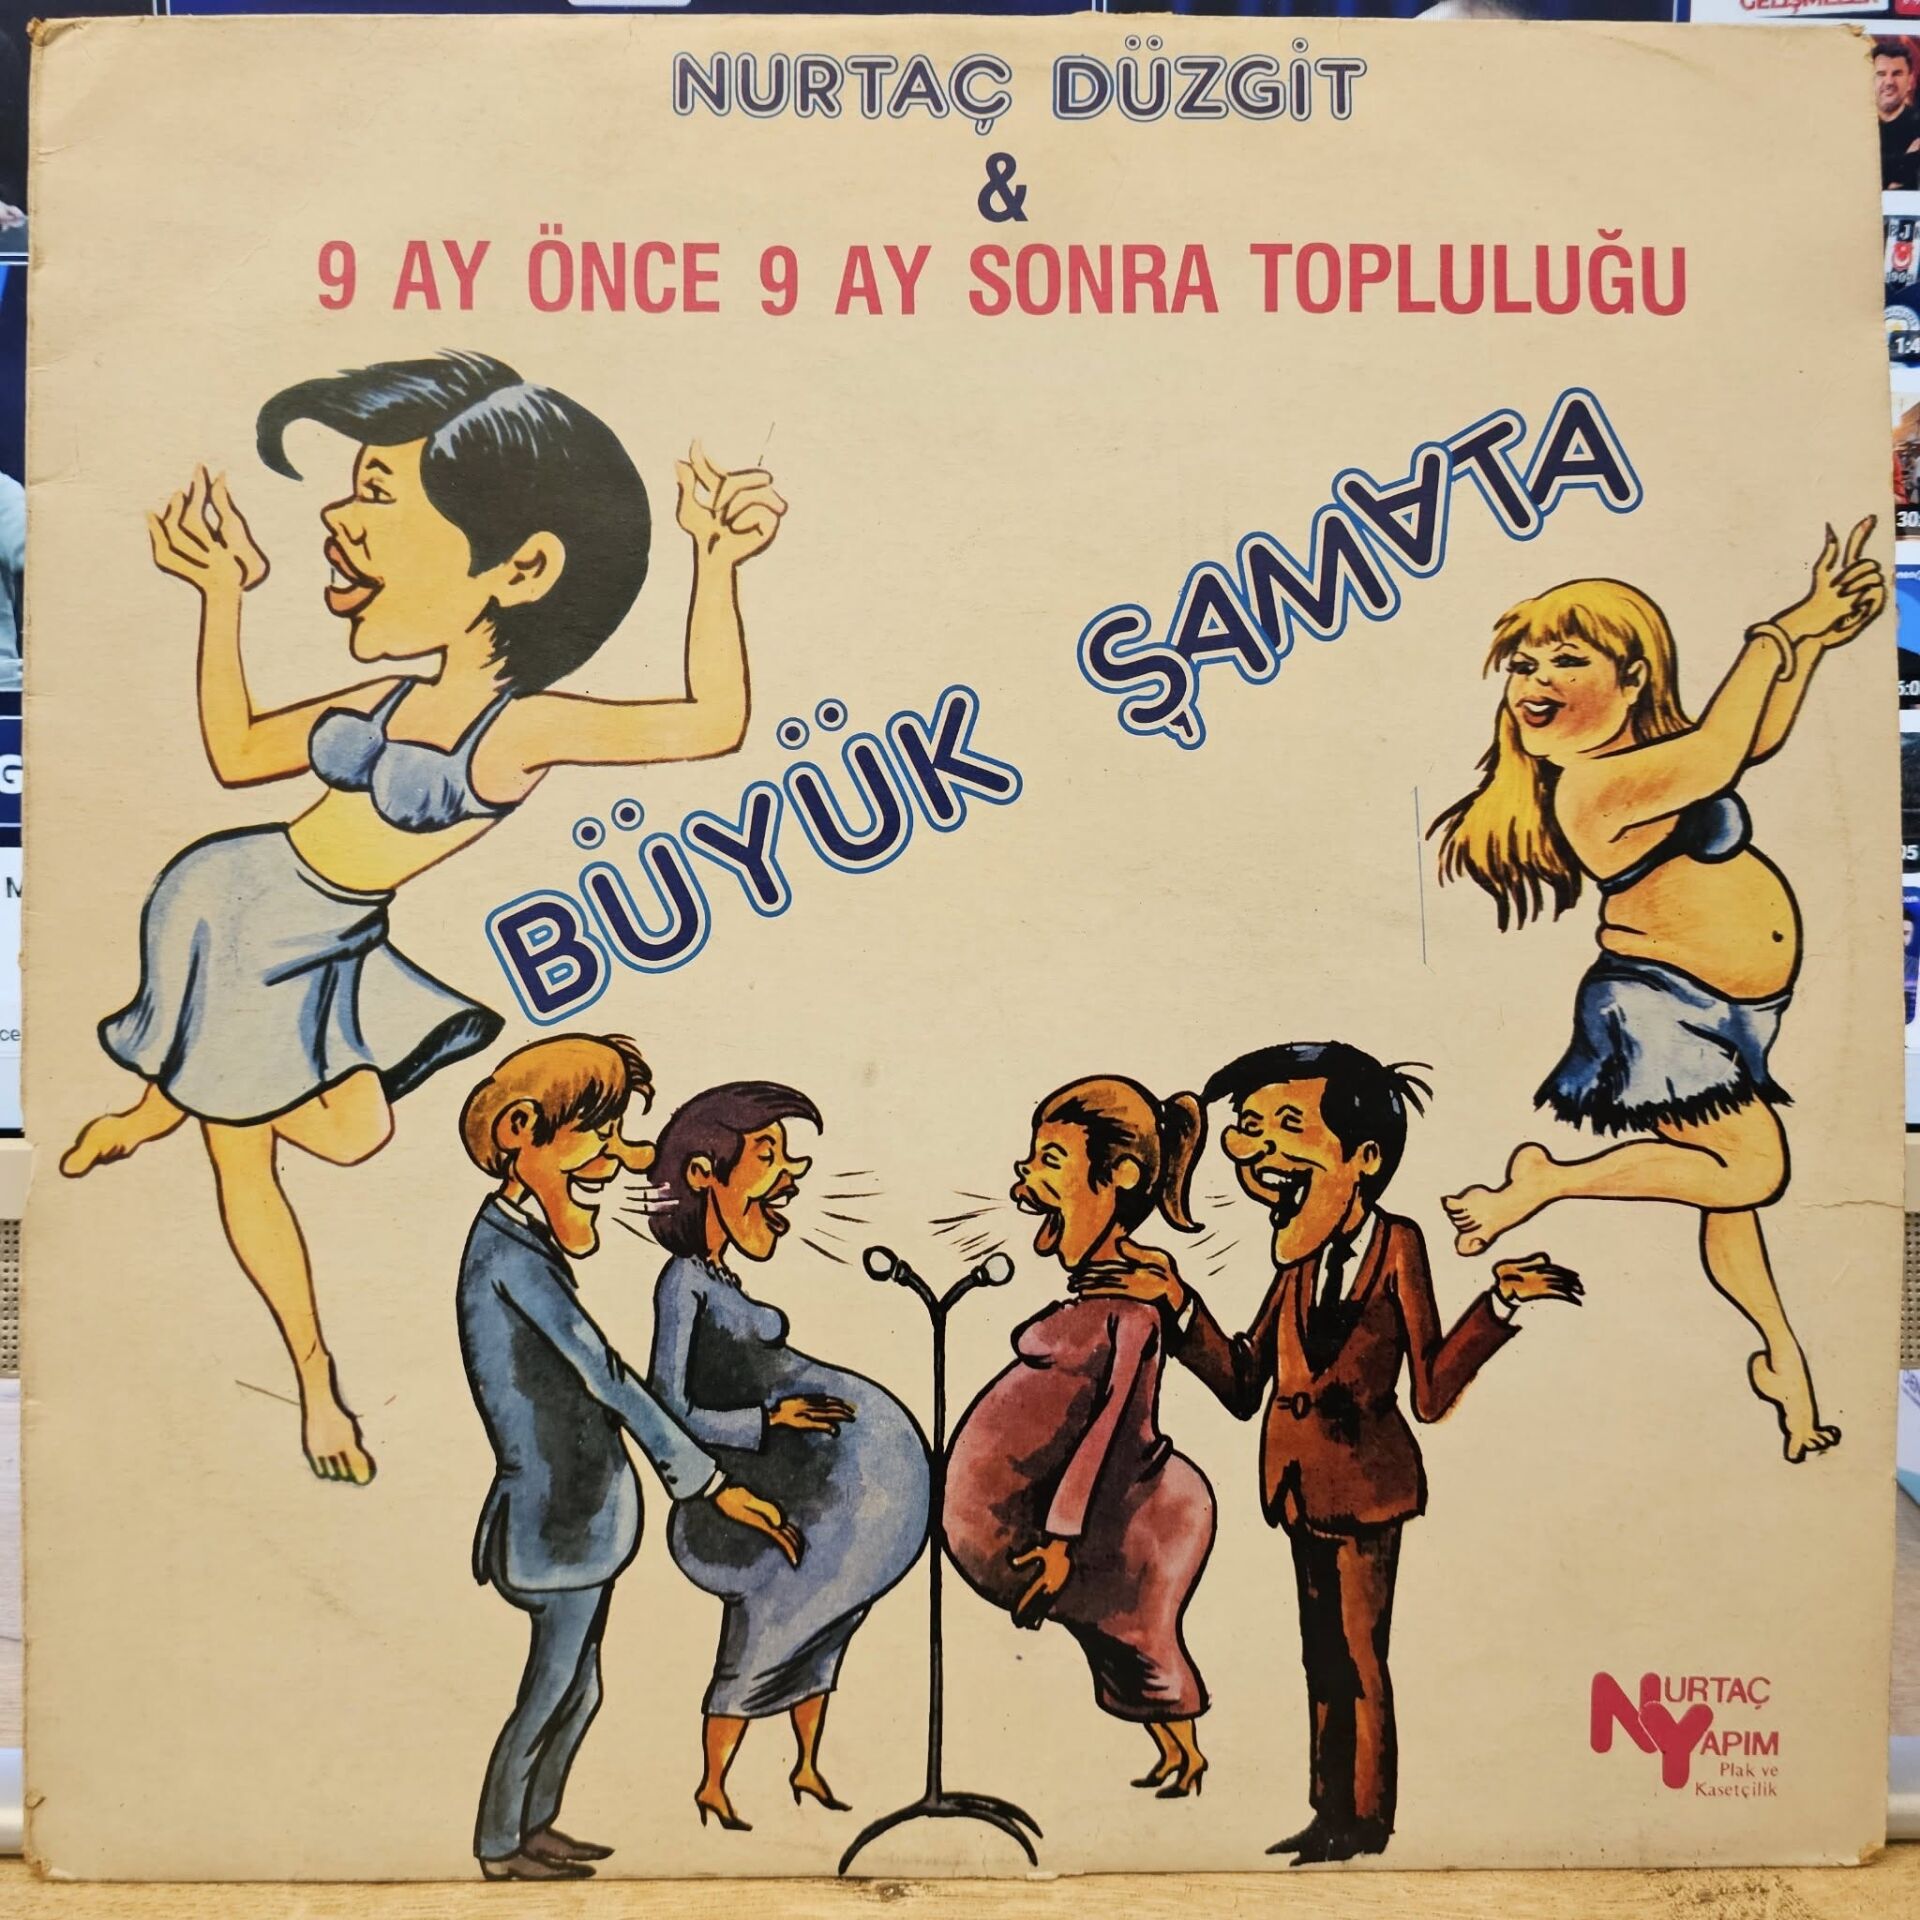 NURTAÇ DÜZGİT
&
9 AY ÖNCE 9 AY SONRA TOPLULUĞU
BÜYÜK ŞAMATA
NURTAÇ
YAPIM
Plak ve
Kasetçilik